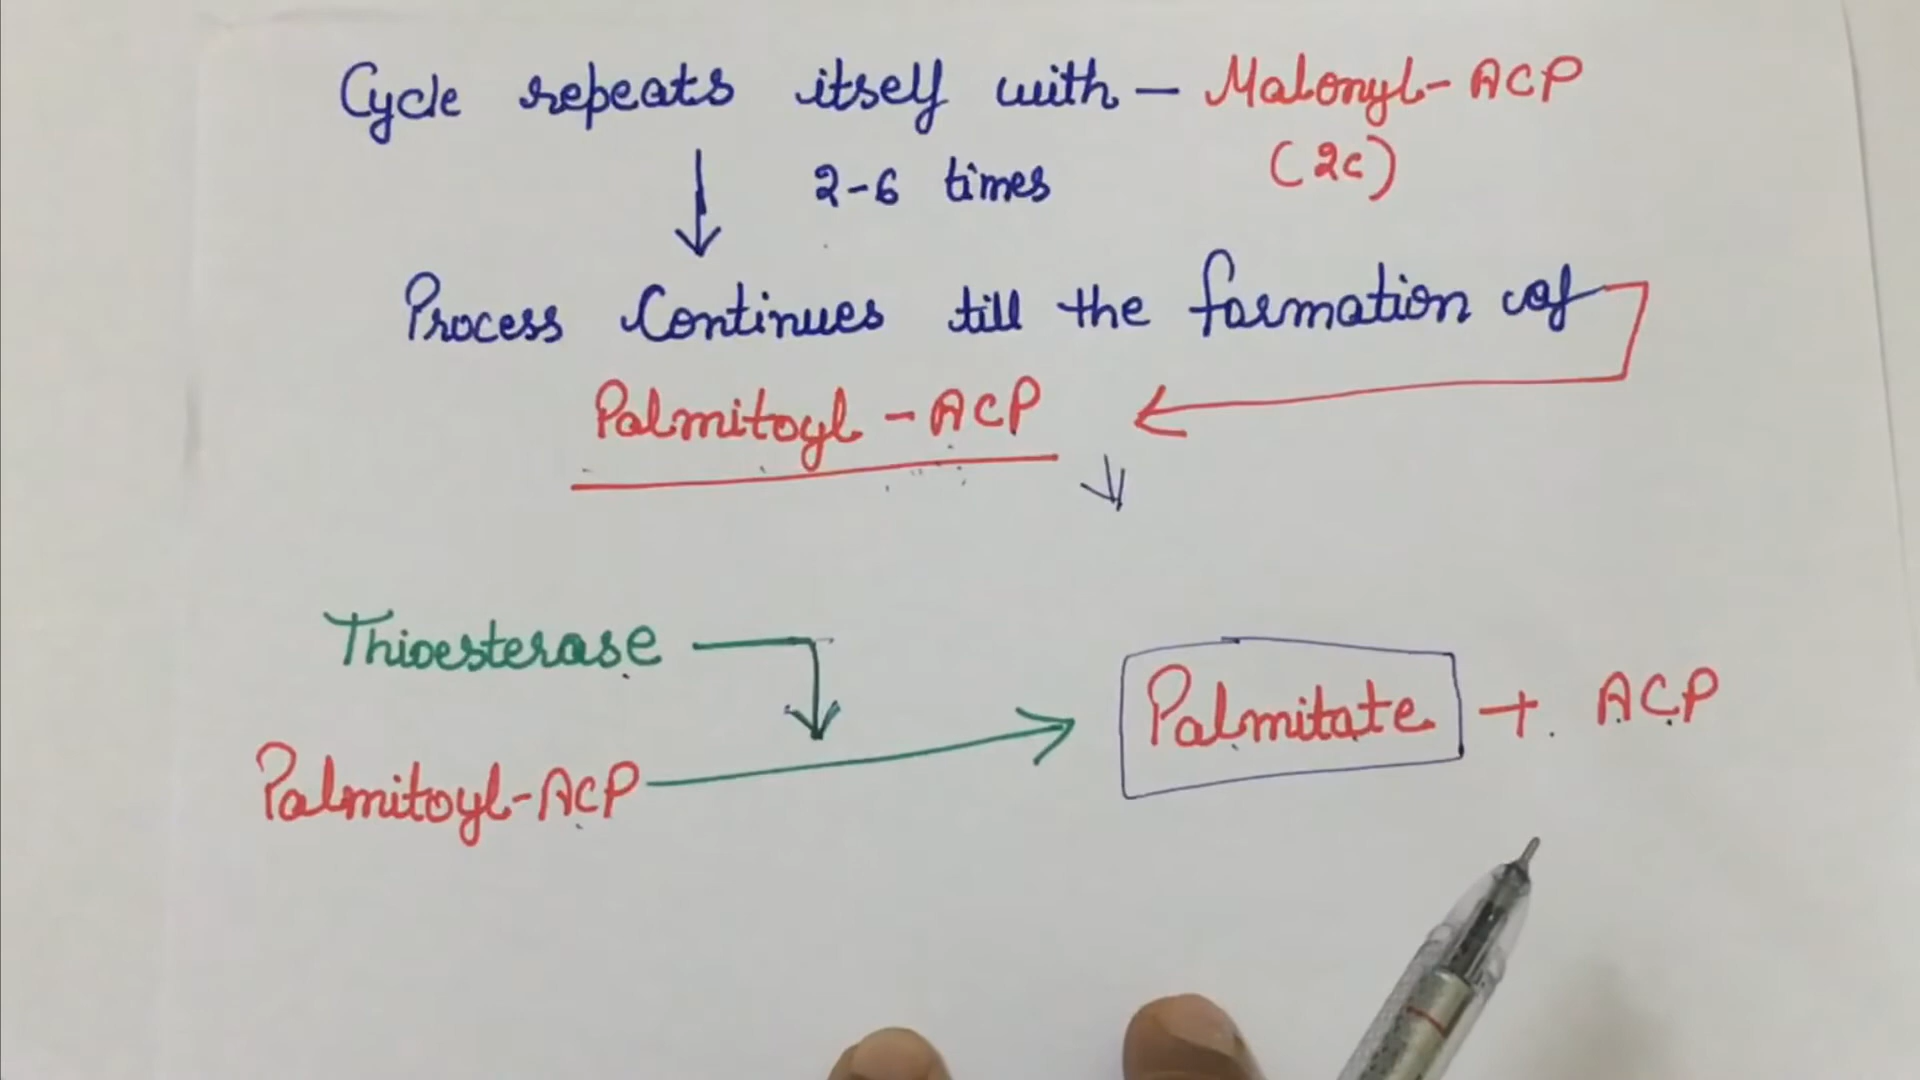 Cycle repeats itself with - Malonyl-ACP
2-6 times (2c)
Process Continues till the formation of
Palmitoyl-ACP
Thioesterase
Palmitoyl-ACP Palmitate + ACP